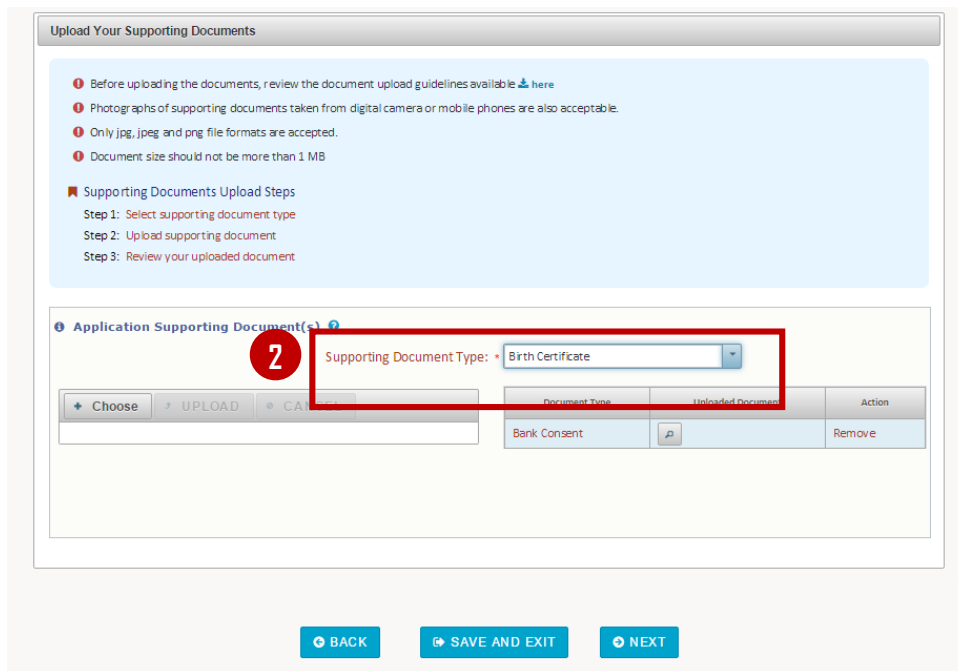 Upload Your Supporting Documents
Before uploading the documents, review the document upload guidelines available here
Photographs of supporting documents taken from digital camera or mobile phones are also acceptable.
Only jpg, jpeg and png file formats are accepted.
Document size should not be more than 1 MB
Supporting Documents Upload Steps
Step 1: Select supporting document type
Step 2: Upload supporting document
Step 3: Review your uploaded document
Application Supporting Document(s)
2
Supporting Document Type: * Birth Certificate
+ Choose UPLOAD CANCEL
Document Type Uploaded Document Action
Bank Consent Remove
BACK SAVE AND EXIT NEXT